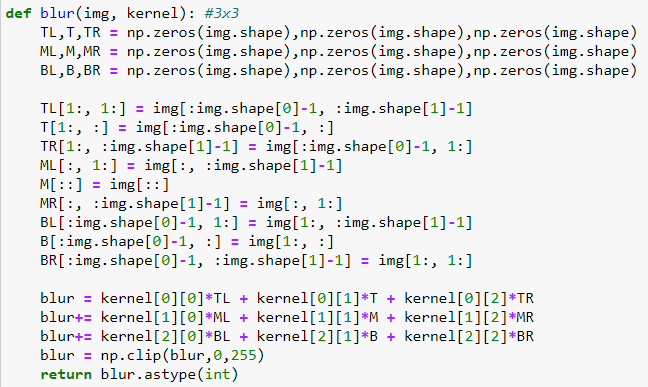 def blur(img, kernel): #3x3
    TL,T,TR = np.zeros(img.shape),np.zeros(img.shape),np.zeros(img.shape)
    ML,M,MR = np.zeros(img.shape),np.zeros(img.shape),np.zeros(img.shape)
    BL,B,BR = np.zeros(img.shape),np.zeros(img.shape),np.zeros(img.shape)

    TL[1:, 1:] = img[:img.shape[0]-1, :img.shape[1]-1]
    T[1:, :] = img[:img.shape[0]-1, :]
    TR[1:, :img.shape[1]-1] = img[:img.shape[0]-1, 1:]
    ML[:, 1:] = img[:, :img.shape[1]-1]
    M[::] = img[::]
    MR[:, :img.shape[1]-1] = img[:, 1:]
    BL[:img.shape[0]-1, 1:] = img[1:, :img.shape[1]-1]
    B[:img.shape[0]-1, :] = img[1:, :]
    BR[:img.shape[0]-1, :img.shape[1]-1] = img[1:, 1:]

    blur = kernel[0][0]*TL + kernel[0][1]*T + kernel[0][2]*TR
    blur+= kernel[1][0]*ML + kernel[1][1]*M + kernel[1][2]*MR
    blur+= kernel[2][0]*BL + kernel[2][1]*B + kernel[2][2]*BR
    blur = np.clip(blur,0,255)
    return blur.astype(int)